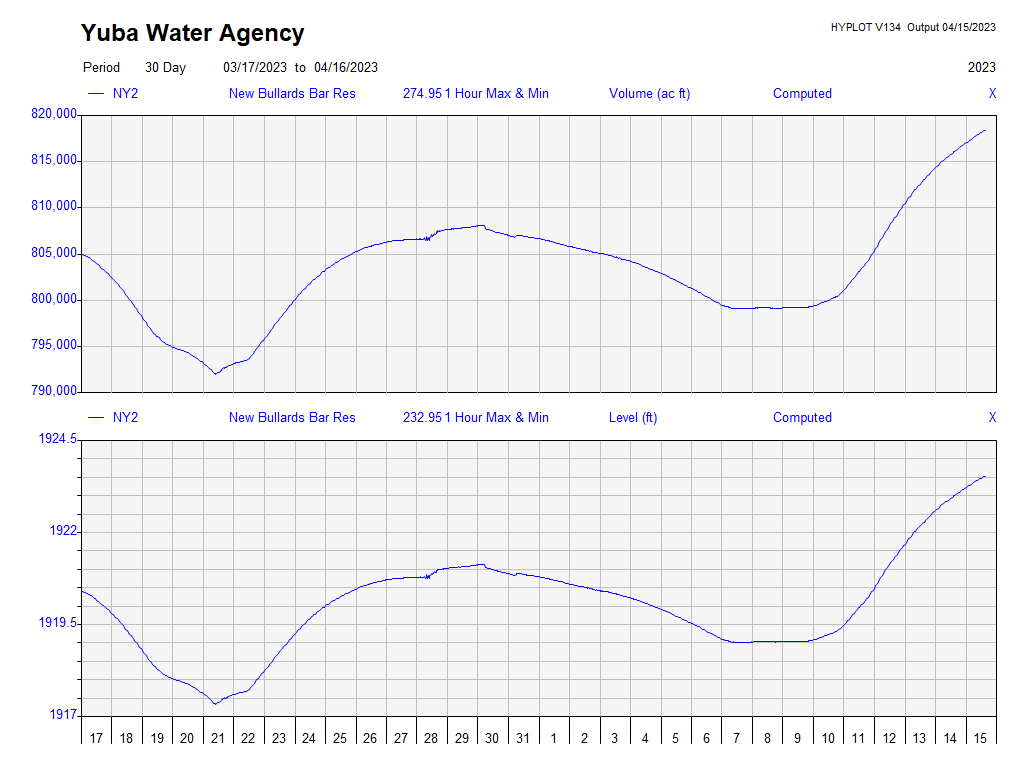 Yuba Water Agency
HYPLOT V134 Output 04/15/2023
Period 30 Day 03/17/2023 to 04/16/2023 2023
NY2 New Bullards Bar Res 274.95 1 Hour Max & Min Volume (ac ft) Computed X
820,000
815,000
810,000
805,000
800,000
795,000
790,000
NY2 New Bullards Bar Res 232.95 1 Hour Max & Min Level (ft) Computed X
1924.5
1922
1919.5
1917
17 18 19 20 21 22 23 24 25 26 27 28 29 30 31 1 2 3 4 5 6 7 8 9 10 11 12 13 14 15